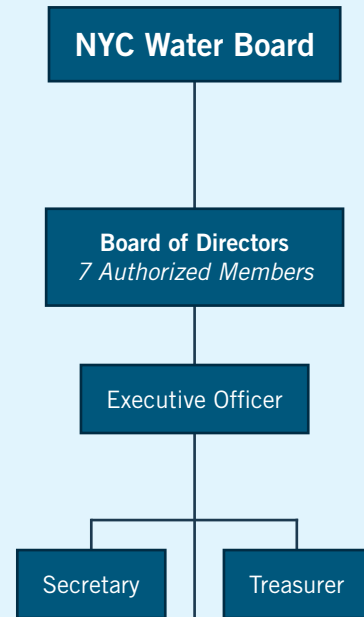 NYC Water Board
Board of Directors
7 Authorized Members
Executive Officer
Secretary
Treasurer